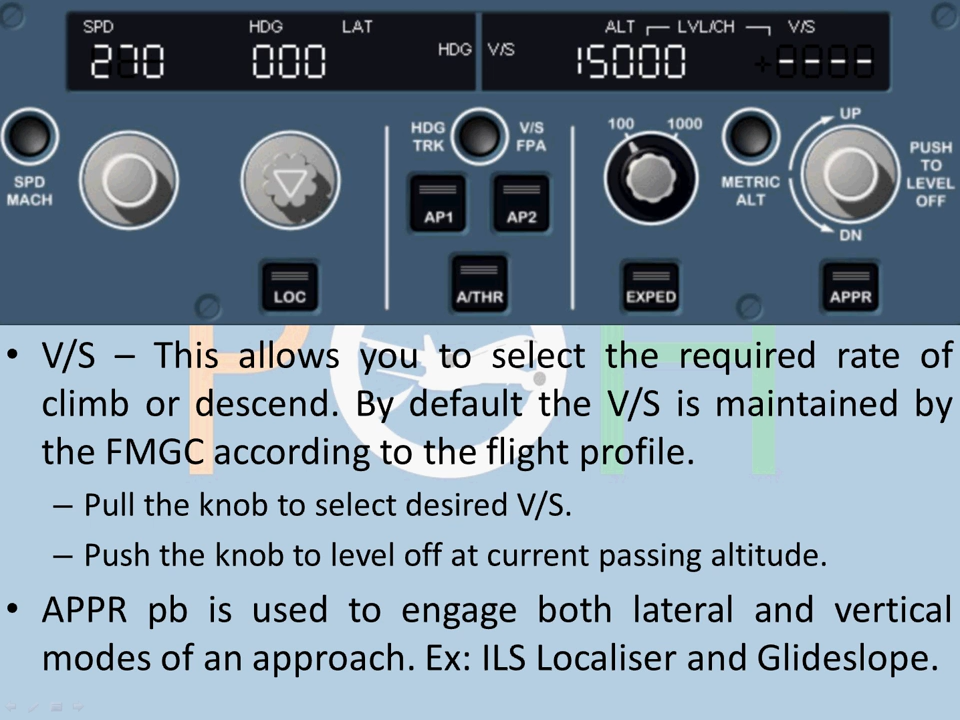 SPD HDG LAT ALT LVL/CH V/S
HDG V/S
270 000 15000 - - - -
HDG V/S 100 1000 UP
TRK FPA
SPD
MACH
METRIC
ALT
PUSH
TO
LEVEL
OFF
AP1 AP2
DN
LOC A/THR EXPED APPR
• V/S – This allows you to select the required rate of
climb or descend. By default the V/S is maintained by
the FMGC according to the flight profile.
– Pull the knob to select desired V/S.
– Push the knob to level off at current passing altitude.
• APPR pb is used to engage both lateral and vertical
modes of an approach. Ex: ILS Localiser and Glideslope.